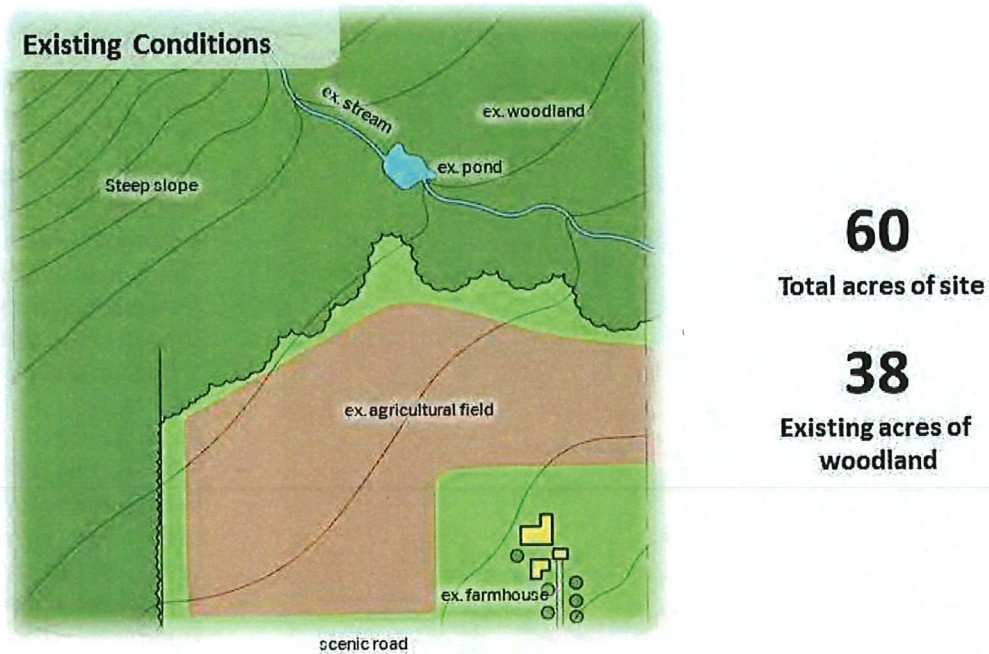 Existing Conditions
ex. stream
ex. woodland
ex. pond
Steep slope
60
Total acres of site
38
Existing acres of
woodland
ex. agricultural field
ex. farmhouse
scenic road